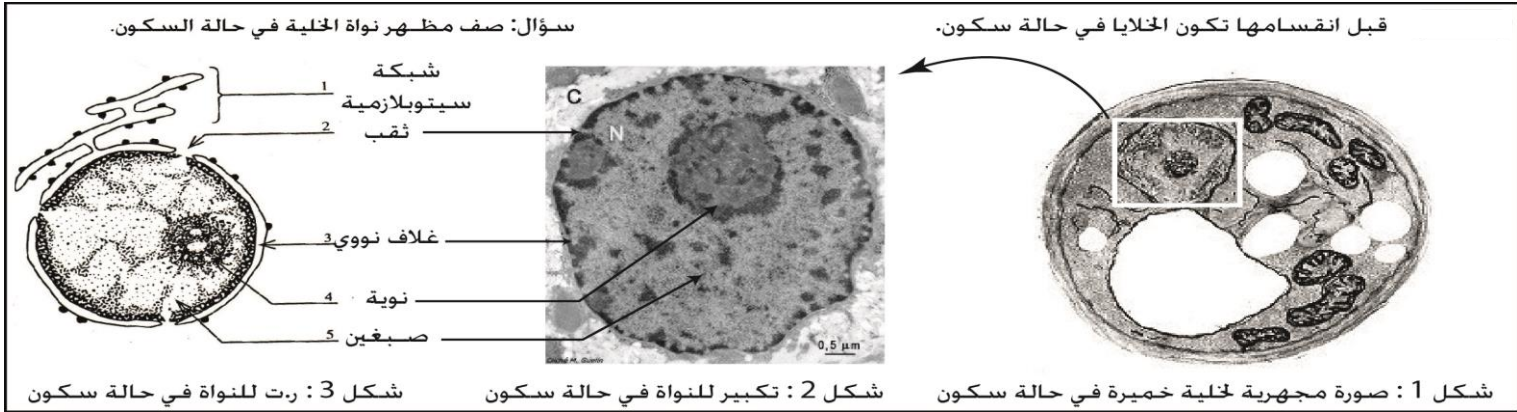 قبل انقسامها تكون الخلايا في حالة سكون.
سؤال: صف مظهر نواة الخلية في حالة السكون.
شبكة
سيتوبلازمية
1
ثقب
2
غلاف نووي
3
نوية
4
صبغين
5
C
N
0,5 µm
Cliché M. Guerin
شكل 1 : صورة مجهرية لخلية خميرة في حالة سكون
شكل 2 : تكبير للنواة في حالة سكون
شكل 3 : ر.ت للنواة في حالة سكون